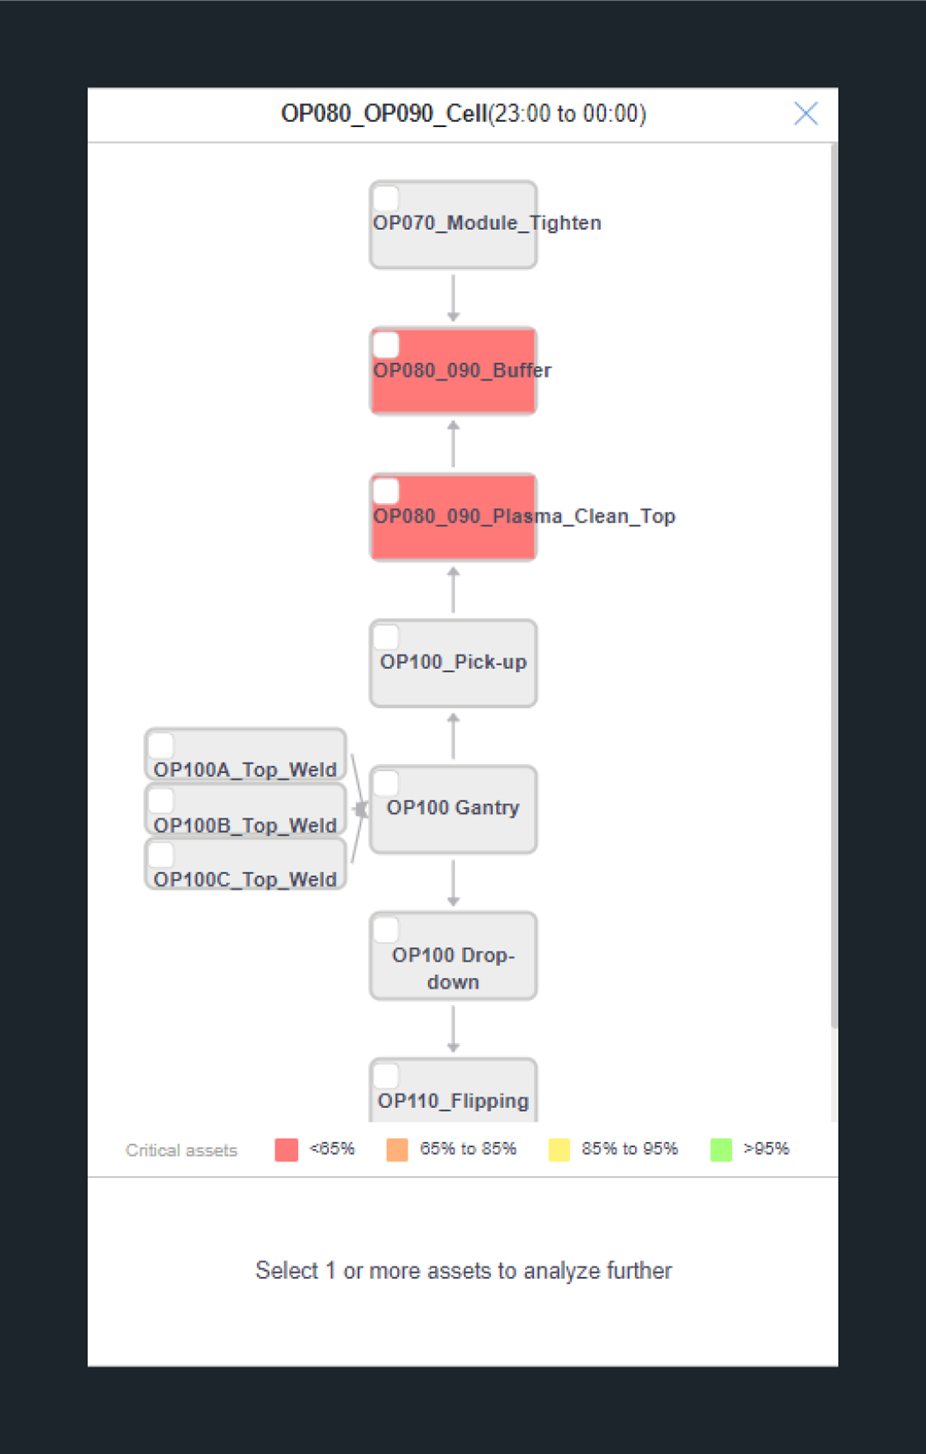 OP080_OP090_Cell(23:00 to 00:00)
OP070_Module_Tighten
OP080_090_Buffer
OP080_090_Plasma_Clean_Top
OP100_Pick-up
OP100A_Top_Weld
OP100B_Top_Weld
OP100C_Top_Weld
OP100 Gantry
OP100 Drop-
down
OP110_Flipping
Critical assets <65% 65% to 85% 85% to 95% >95%
Select 1 or more assets to analyze further